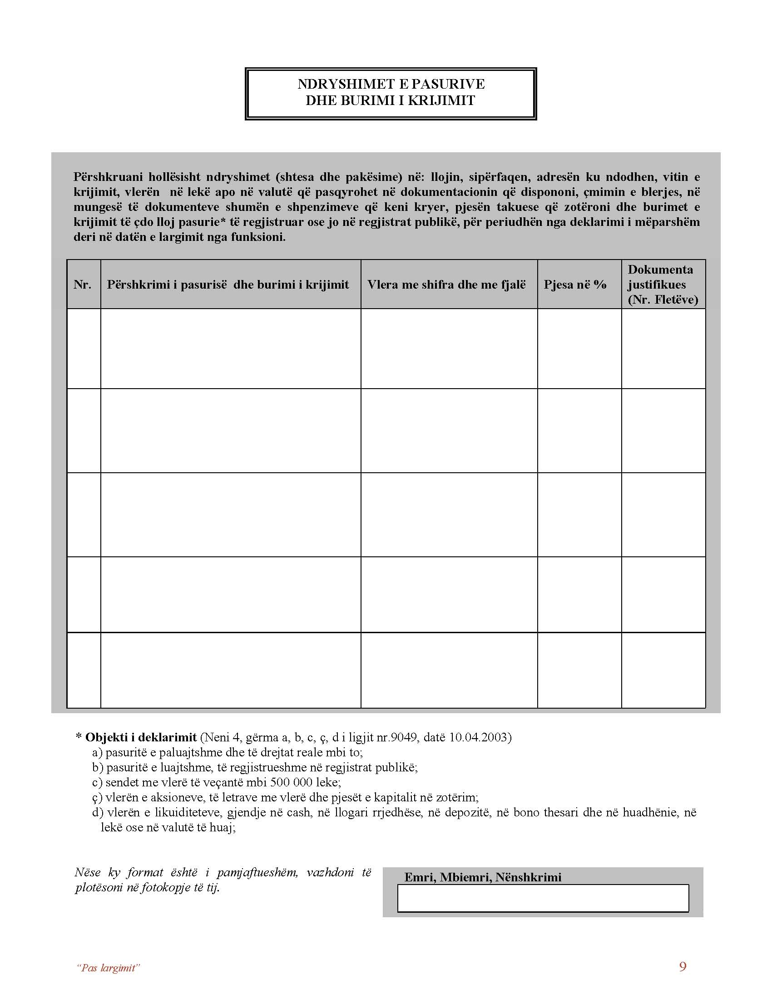 NDRYSHIMET E PASURIVE
DHE BURIMI I KRIJIMIT
Përshkruani hollësisht ndryshimet (shtesa dhe pakësime) në: llojin, sipërfaqen, adresën ku ndodhen, vitin e
krijimit, vlerën në lekë apo në valutë që pasqyrohet në dokumentacionin që dispononi, çmimin e blerjes, në
mungesë të dokumenteve shumën e shpenzimeve që keni kryer, pjesën takuese që zotëroni dhe burimet e
krijimit të çdo lloj pasurie* të regjistruar ose jo në regjistrat publikë, për periudhën nga deklarimi i mëparshëm
deri në datën e largimit nga funksioni.
Nr.
Përshkrimi i pasurisë dhe burimi i krijimit
Vlera me shifra dhe me fjalë
Pjesa në %
Dokumenta
justifikues
(Nr. Fletëve)
* Objekti i deklarimit (Neni 4, gërma a, b, c, ç, d i ligjit nr.9049, datë 10.04.2003)
a) pasuritë e paluajtshme dhe të drejtat reale mbi to;
b) pasuritë e luajtshme, të regjistrueshme në regjistrat publikë;
c) sendet me vlerë të veçantë mbi 500 000 leke;
ç) vlerën e aksioneve, të letrave me vlerë dhe pjesët e kapitalit në zotërim;
d) vlerën e likuiditeteve, gjendje në cash, në llogari rrjedhëse, në depozitë, në bono thesari dhe në huadhënie, në
lekë ose në valutë të huaj;
Nëse ky format është i pamjaftueshëm, vazhdoni të
plotësoni në fotokopje të tij.
Emri, Mbiemri, Nënshkrimi
“Pas largimit”
9